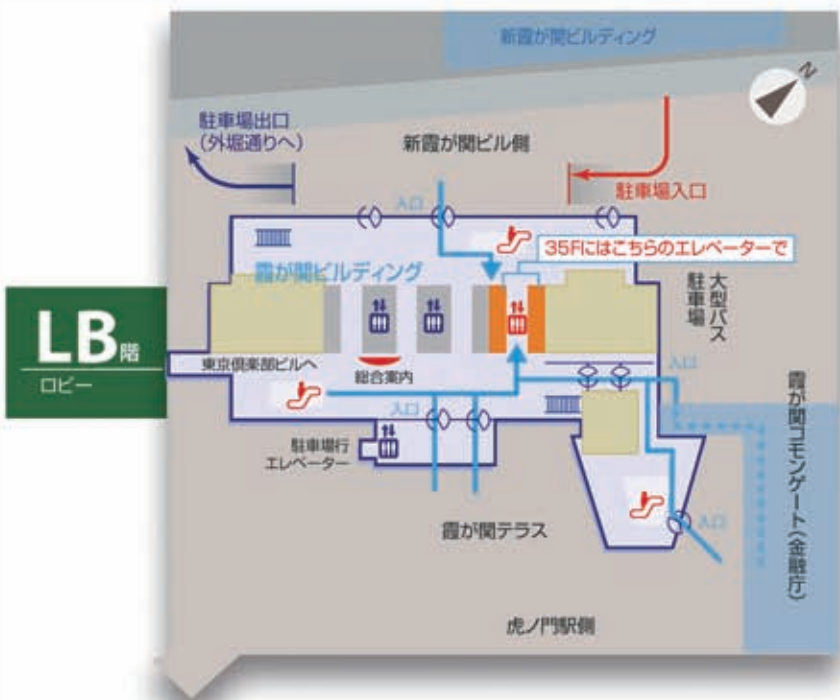 新霞が関ビルディング
N
駐車場出口
(外堀通りへ)
新霞が関ビル側
駐車場入口
入口
35Fにはこちらのエレベーターで
霞が関ビルディング
大型バス
駐車場
LB階
ロビー
東京倶楽部ビルへ
総合案内
入口
入口
駐車場行
エレベーター
霞が関コモンゲート(金融庁)
入口
霞が関テラス
虎ノ門駅側